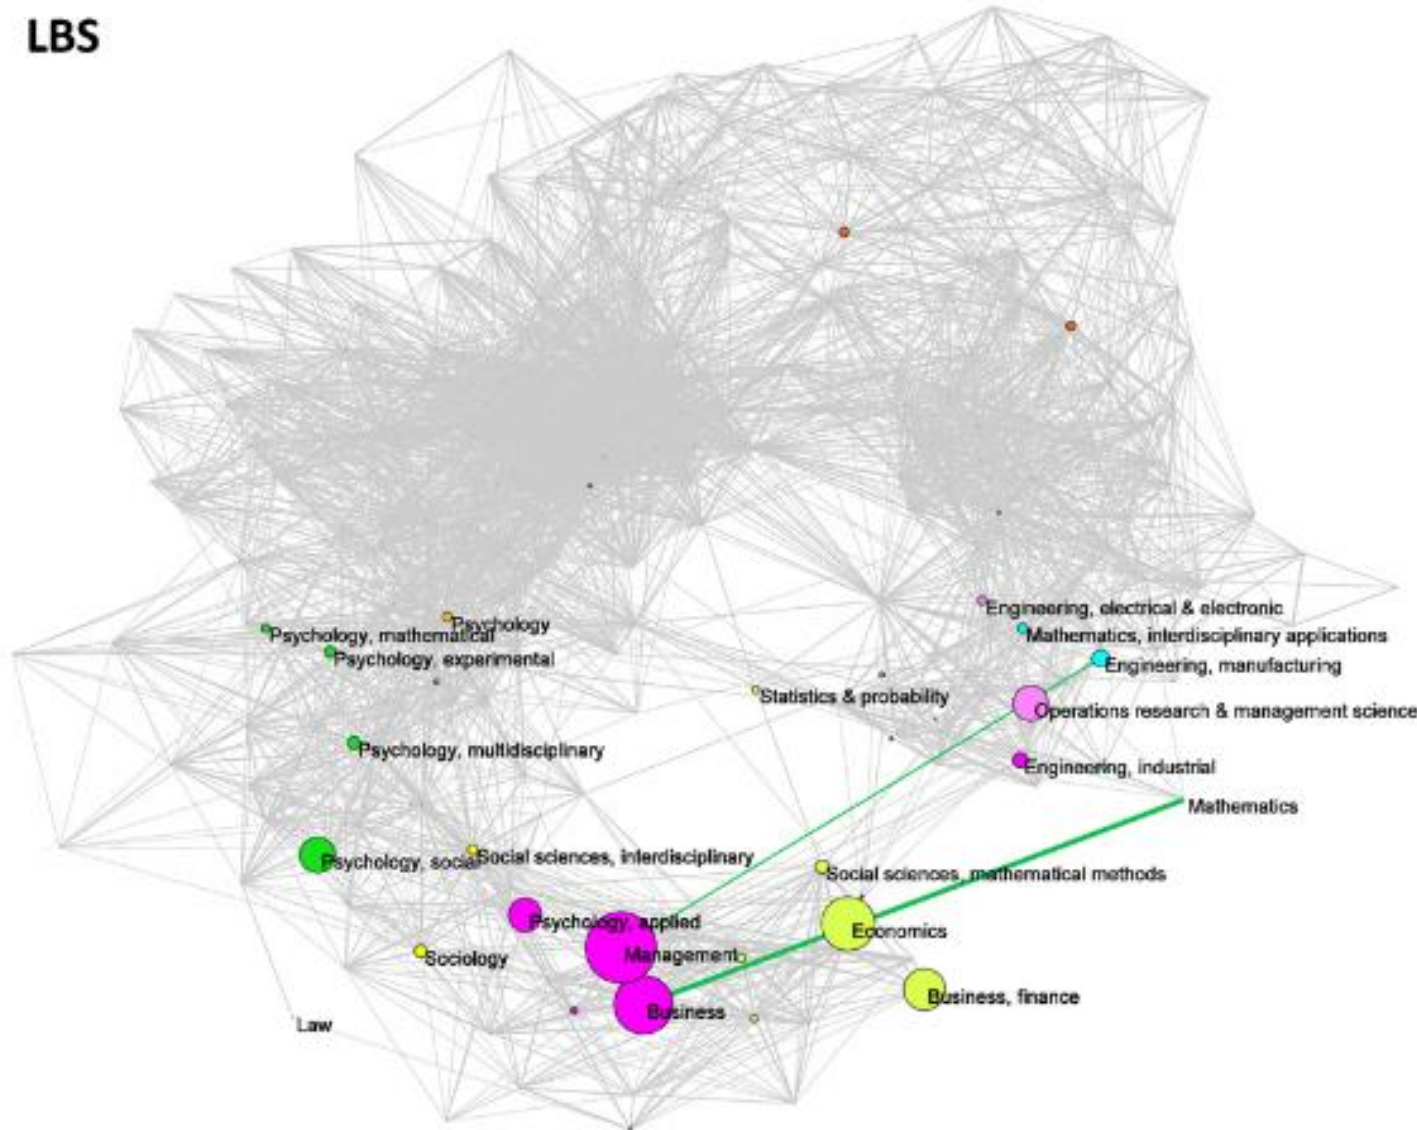 LBS
Engineering, electrical & electronic
Psychology
Psychology, mathematical
Mathematics, interdisciplinary applications
Psychology, experimental
Engineering, manufacturing
Statistics & probability
Operations research & management science
Psychology, multidisciplinary
Engineering, industrial
Mathematics
Psychology, social
Social sciences, interdisciplinary
Social sciences, mathematical methods
Psychology, applied
Economics
Management
Sociology
Business, finance
Business
Law